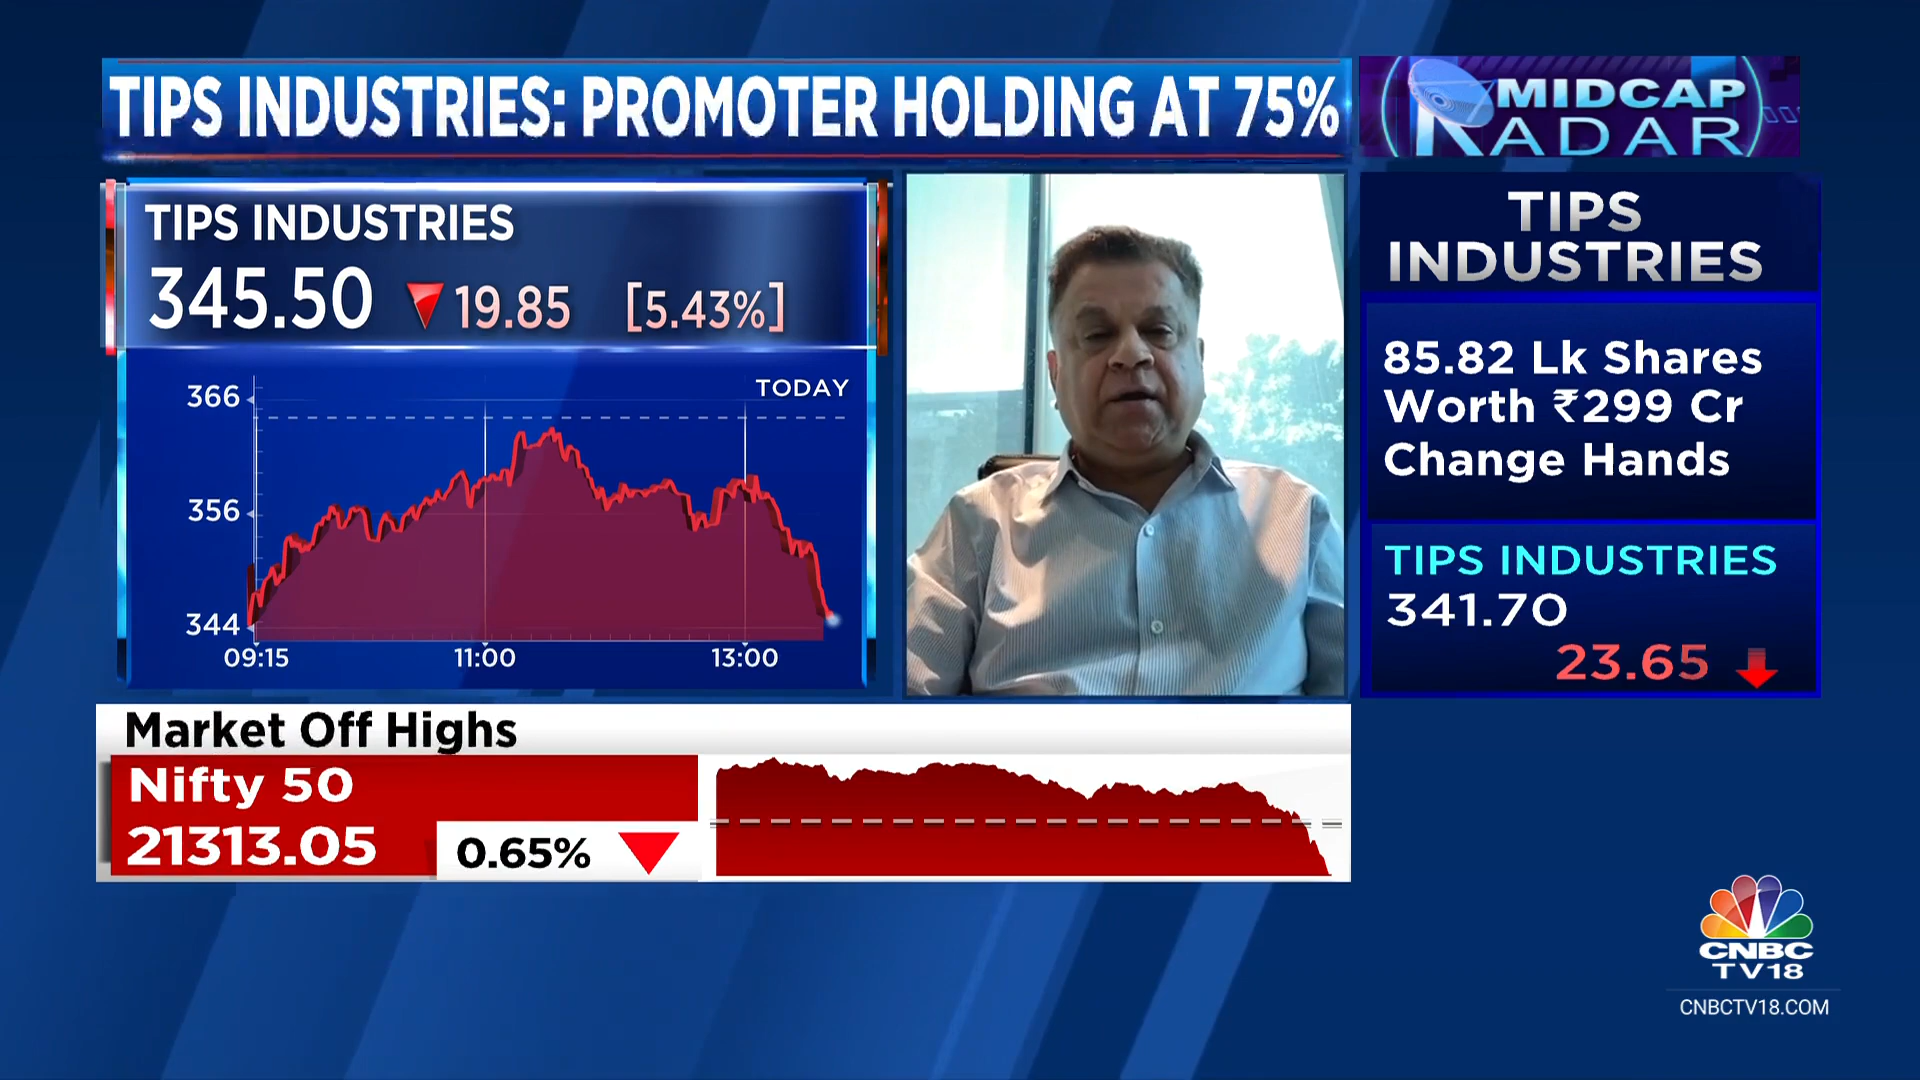 TIPS INDUSTRIES: PROMOTER HOLDING AT 75%
MIDCAP
RADAR
TIPS INDUSTRIES
345.50 ▼ 19.85 [5.43%]
TODAY
366
356
344
09:15 11:00 13:00
TIPS
INDUSTRIES
85.82 Lk Shares
Worth ₹299 Cr
Change Hands
TIPS INDUSTRIES
341.70
23.65
Market Off Highs
Nifty 50
21313.05 0.65% ▼
CNBC
TV18
CNBCTV18.COM